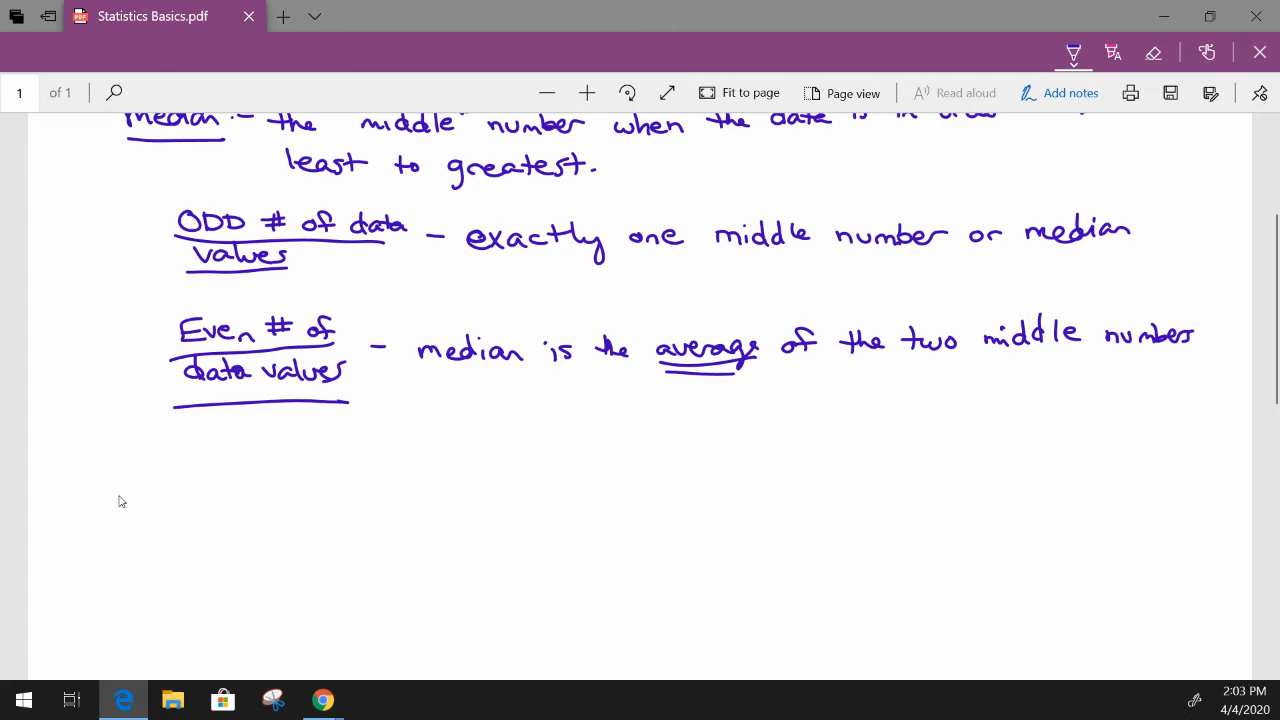 Statistics Basics.pdf
1 of 1
Fit to page
Page view
Read aloud
Add notes
Median - the middle number when the data is in order
least to greatest.
ODD # of data values - exactly one middle number or median
Even # of data values - median is the average of the two middle numbers
2:03 PM
4/4/2020